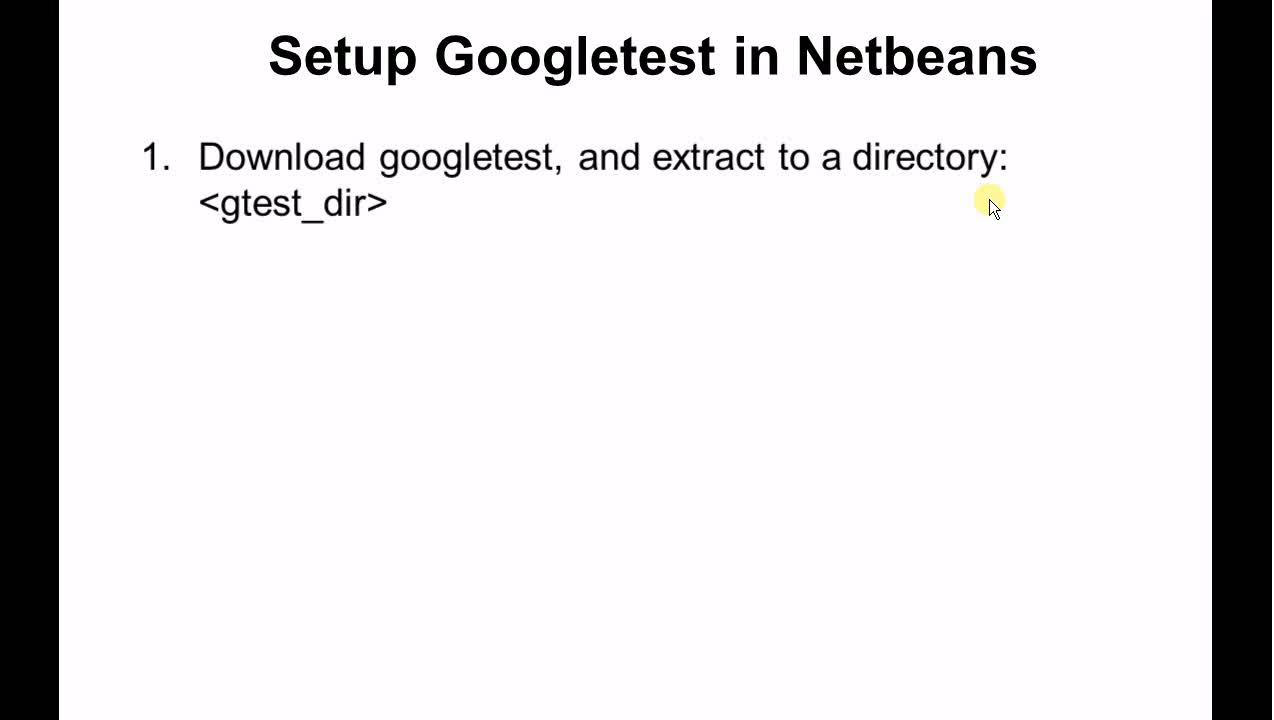 Setup Googletest in Netbeans
1. Download googletest, and extract to a directory:
<gtest_dir>